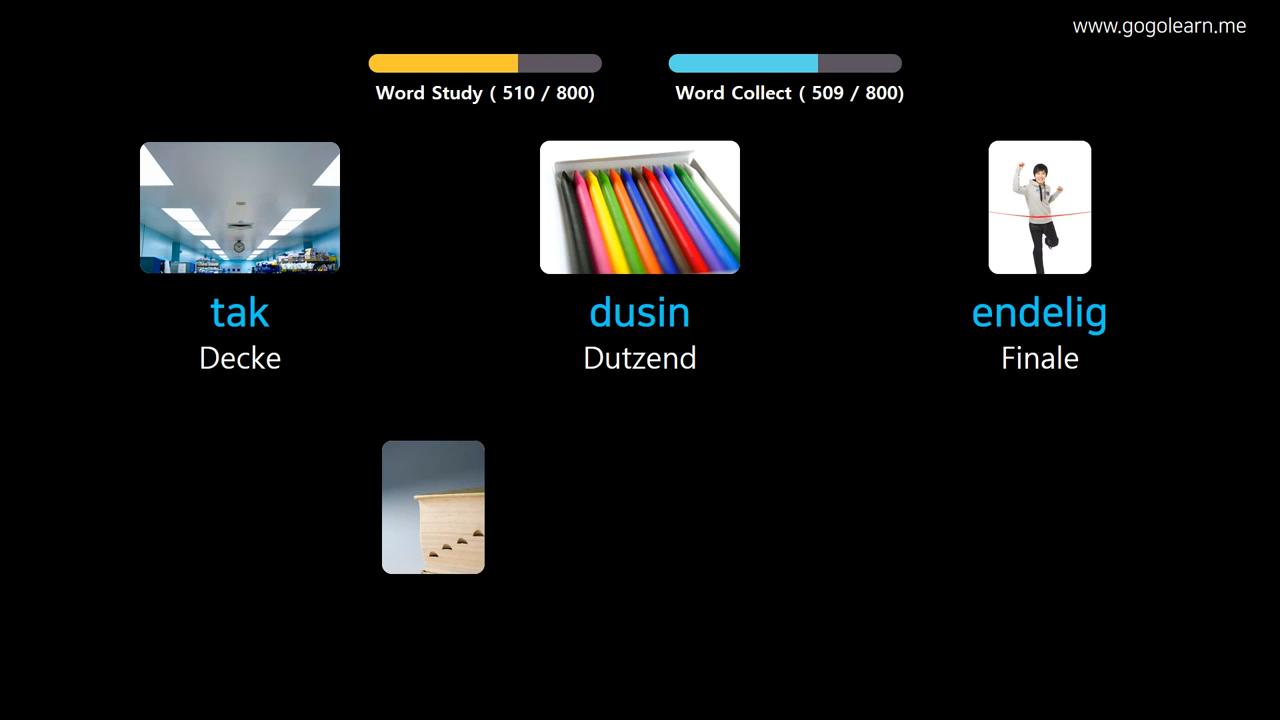 www.gogolearn.me
Word Study ( 510 / 800)
Word Collect ( 509 / 800)
tak
dusin
endelig
Decke
Dutzend
Finale